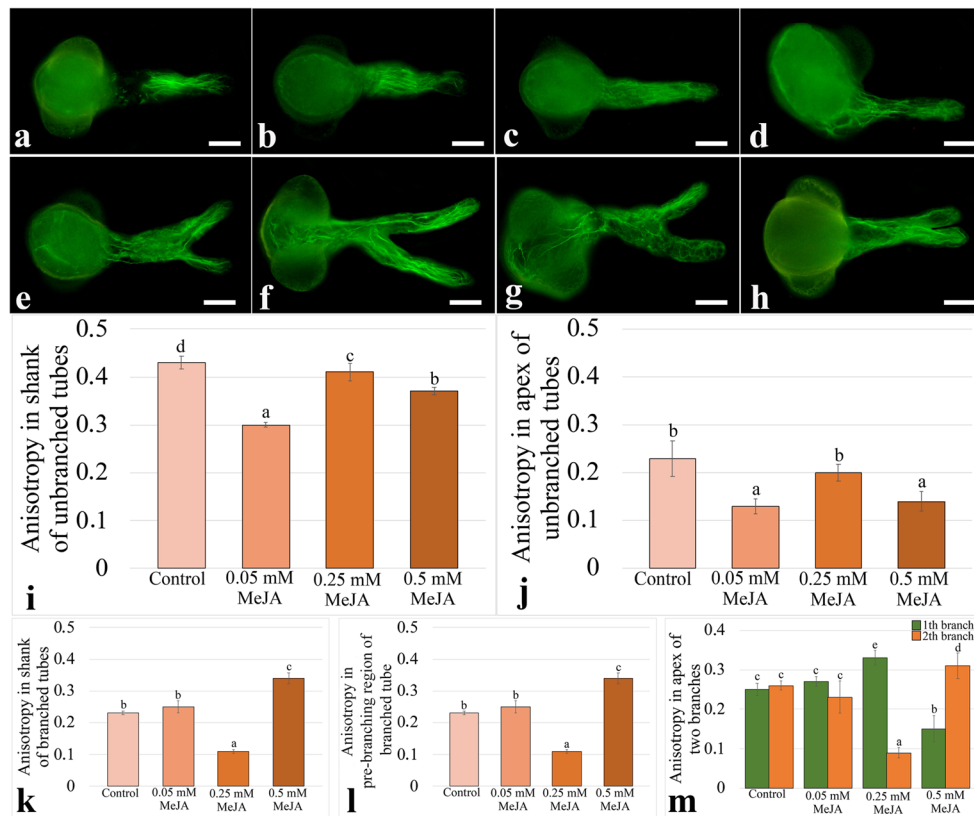 a
b
c
d
e
f
g
h
Anisotropy in shank
of unbranched tubes
0.5
0.4
0.3
0.2
0.1
0
d
a
c
b
Control
0.05 mM
MeJA
0.25 mM
MeJA
0.5 mM
MeJA
i
Anisotropy in apex of
unbranched tubes
0.5
0.4
0.3
0.2
0.1
0
b
a
b
a
Control
0.05 mM
MeJA
0.25 mM
MeJA
0.5 mM
MeJA
j
Anisotropy in shank
of branched tubes
0.5
0.4
0.3
0.2
0.1
0
b
b
a
c
Control
0.05 mM
MeJA
0.25 mM
MeJA
0.5 mM
MeJA
k
Anisotropy in
pre-branching region of
branched tube
0.5
0.4
0.3
0.2
0.1
0
b
b
a
c
Control
0.05 mM
MeJA
0.25 mM
MeJA
0.5 mM
MeJA
l
Anisotropy in apex of
two branches
1th branch
2th branch
0.4
0.3
0.2
0.1
0
c
c
c
c
e
a
b
d
Control
0.05 mM
MeJA
0.25 mM
MeJA
0.5 mM
MeJA
m